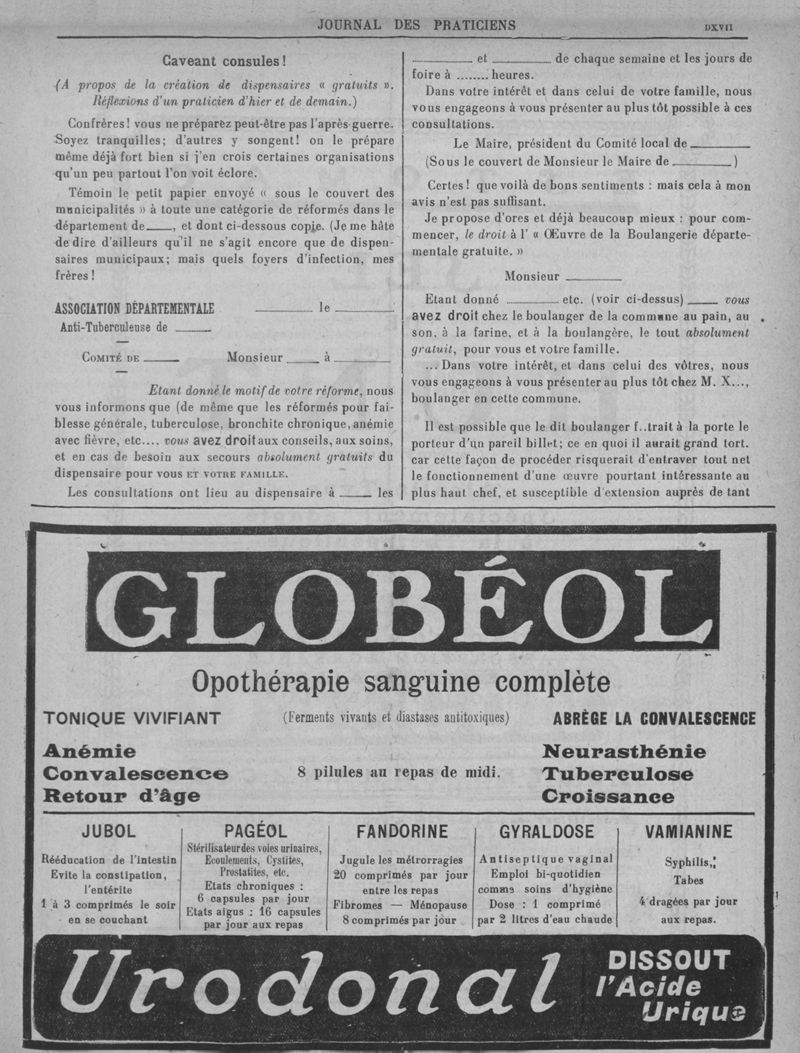 JOURNAL DES PRATICIENS
DXVII
Caveant consules !
(A propos de la création de dispensaires « gratuits ».
Réflexions d'un praticien d'hier et de demain.)
Confrères ! vous ne préparez peut-être pas l'après-guerre.
Soyez tranquilles; d'autres y songent! on le prépare
même déjà fort bien si j'en crois certaines organisations
qu'un peu partout l'on voit éclore.
Témoin le petit papier envoyé « sous le couvert des
municipalités » à toute une catégorie de réformés dans le
département de____, et dont ci-dessous copie. (Je me hâte
de dire d'ailleurs qu'il ne s'agit encore que de dispen-
saires municipaux; mais quels foyers d'infection, mes
frères !
ASSOCIATION DÉPARTEMENTALE ________ le ________
Anti-Tuberculeuse de _____
COMITÉ DE _____ Monsieur _____ à ________
Etant donné le motif de votre réforme, nous
vous informons que (de même que les réformés pour fai-
blesse générale, tuberculose, bronchite chronique, anémie
avec fièvre, etc.... vous avez droit aux conseils, aux soins,
et en cas de besoin aux secours absolument gratuits du
dispensaire pour vous ET VOTRE FAMILLE.
Les consultations ont lieu au dispensaire à _____ les
________ et ________ de chaque semaine et les jours de
foire à ........ heures.
Dans votre intérêt et dans celui de votre famille, nous
vous engageons à vous présenter au plus tôt possible à ces
consultations.
Le Maire, président du Comité local de ________
(Sous le couvert de Monsieur le Maire de ________ )
Certes ! que voilà de bons sentiments : mais cela à mon
avis n'est pas suffisant.
Je propose d'ores et déjà beaucoup mieux : pour com-
mencer, le droit à l' « Œuvre de la Boulangerie départe-
mentale gratuite. »
Monsieur ________
Etant donné ________ etc. (voir ci-dessus) _____ vous
avez droit chez le boulanger de la commune au pain, au
son, à la farine, et à la boulangère, le tout absolument
gratuit, pour vous et votre famille.
... Dans votre intérêt, et dans celui des vôtres, nous
vous engageons à vous présenter au plus tôt chez M. X...,
boulanger en cette commune.
Il est possible que le dit boulanger f..trait à la porte le
porteur d'un pareil billet; ce en quoi il aurait grand tort.
car cette façon de procéder risquerait d'entraver tout net
le fonctionnement d'une œuvre pourtant intéressante au
plus haut chef, et susceptible d'extension auprès de tant
GLOBÉOL
Opothérapie sanguine complète
TONIQUE VIVIFIANT (Ferments vivants et diastases antitoxiques) ABRÈGE LA CONVALESCENCE
Anémie
Convalescence
Retour d'âge
8 pilules au repas de midi.
Neurasthénie
Tuberculose
Croissance
JUBOL
Rééducation de l'intestin
Evite la constipation,
l'entérite
1 à 3 comprimés le soir
en se couchant
PAGÉOL
Stérilisateur des voies urinaires,
Ecoulements, Cystites,
Prostatites, etc.
Etats chroniques :
6 capsules par jour
Etats aigus : 16 capsules
par jour aux repas
FANDORINE
Jugule les métrorragies
20 comprimés par jour
entre les repas
Fibromes — Ménopause
8 comprimés par jour
GYRALDOSE
Antiseptique vaginal
Emploi bi-quotidien
comme soins d'hygiène
Dose : 1 comprimé
par 2 litres d'eau chaude
VAMIANINE
Syphilis,
Tabes
4 dragées par jour
aux repas.
Urodonal
DISSOUT
l'Acide
Urique